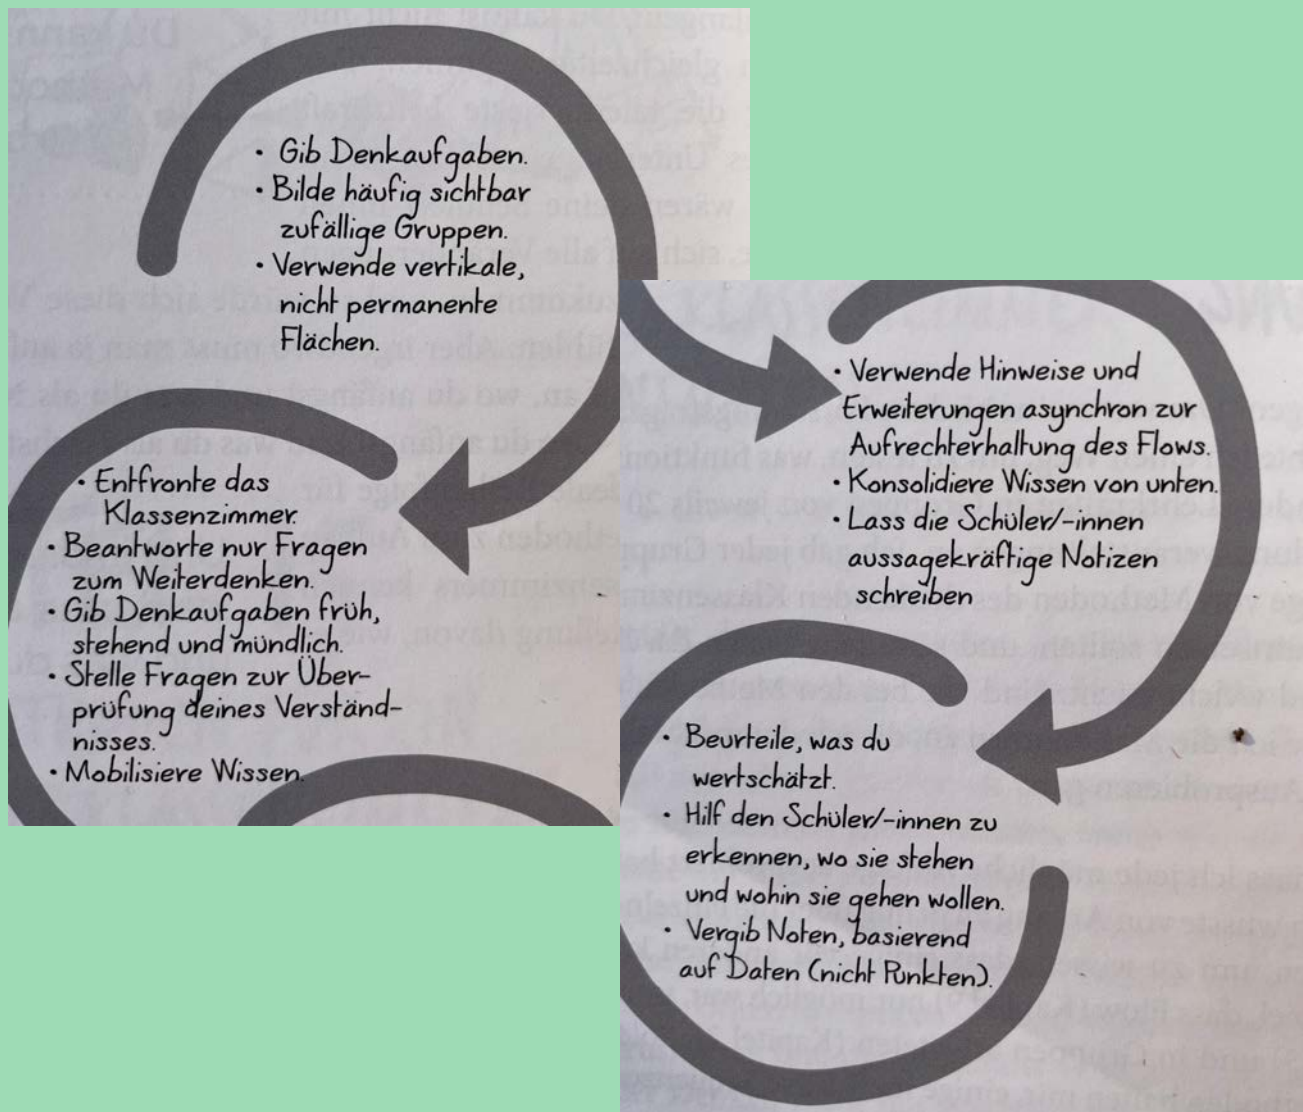 • Gib Denkaufgaben.
• Bilde häufig sichtbar
zufällige Gruppen.
• Verwende vertikale,
nicht permanente
Flächen.
• Entfronte das
Klassenzimmer.
• Beantworte nur Fragen
zum Weiterdenken.
• Gib Denkaufgaben früh,
stehend und mündlich.
• Stelle Fragen zur Über-
prüfung deines Verständ-
nisses.
• Mobilisiere Wissen.
• Verwende Hinweise und
Erweiterungen asynchron zur
Aufrechterhaltung des Flows.
• Konsolidiere Wissen von unten.
• Lass die Schüler/-innen
aussagekräftige Notizen
schreiben
• Beurteile, was du
wertschätzt.
• Hilf den Schüler/-innen zu
erkennen, wo sie stehen
und wohin sie gehen wollen.
• Vergib Noten, basierend
auf Daten (nicht Punkten).